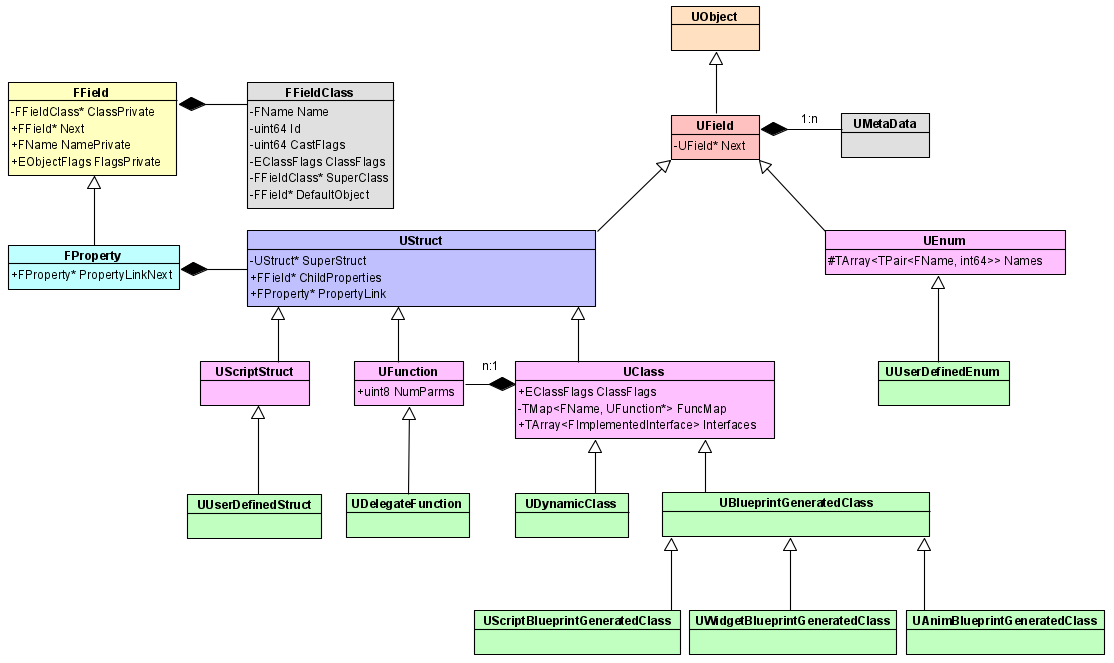 UObject
FField
-FFieldClass* ClassPrivate
+FField* Next
+FName NamePrivate
+EObjectFlags FlagsPrivate
FFieldClass
-FName Name
-uint64 Id
-uint64 CastFlags
-EClassFlags ClassFlags
-FFieldClass* SuperClass
-FField* DefaultObject
UField
-UField* Next
1:n
UMetaData
FProperty
+FProperty* PropertyLinkNext
UStruct
-UStruct* SuperStruct
+FField* ChildProperties
+FProperty* PropertyLink
UEnum
#TArray<TPair<FName, int64>> Names
UScriptStruct
UFunction
+uint8 NumParms
n:1
UClass
+EClassFlags ClassFlags
-TMap<FName, UFunction*> FuncMap
+TArray<FImplementedInterface> Interfaces
UUserDefinedEnum
UUserDefinedStruct
UDelegateFunction
UDynamicClass
UBlueprintGeneratedClass
UScriptBlueprintGeneratedClass
UWidgetBlueprintGeneratedClass
UAnimBlueprintGeneratedClass